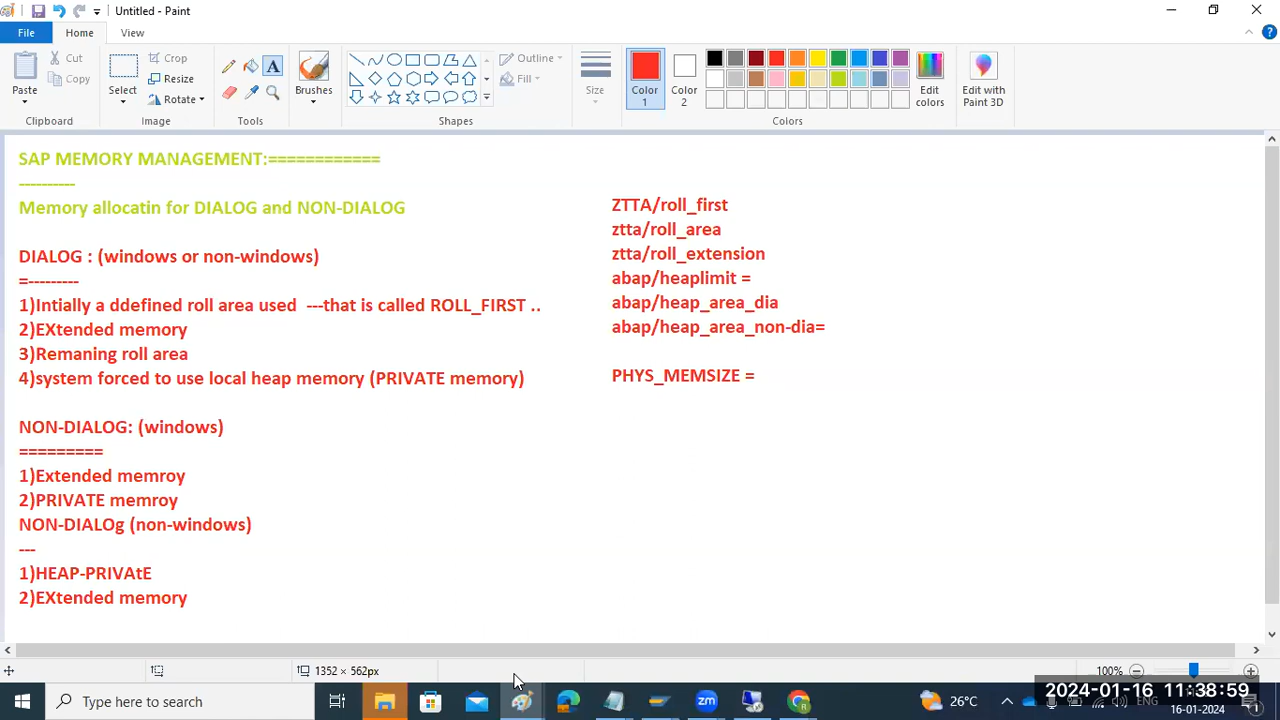 Untitled - Paint
File
Home
View
Paste
Cut
Copy
Clipboard
Select
Crop
Resize
Rotate
Image
Tools
Brushes
Shapes
Outline
Fill
Size
Color 1
Color 2
Edit colors
Colors
Edit with Paint 3D
SAP MEMORY MANAGEMENT:============
----------
Memory allocatin for DIALOG and NON-DIALOG
DIALOG : (windows or non-windows)
=---------
1)Intially a ddefined roll area used  ---that is called ROLL_FIRST ..
2)EXtended memory
3)Remaning roll area
4)system forced to use local heap memory (PRIVATE memory)
NON-DIALOG: (windows)
=========
1)Extended memroy
2)PRIVATE memroy
NON-DIALOg (non-windows)
---
1)HEAP-PRIVAtE
2)EXtended memory
ZTTA/roll_first
ztta/roll_area
ztta/roll_extension
abap/heaplimit =
abap/heap_area_dia
abap/heap_area_non-dia=
PHYS_MEMSIZE =
1352 × 562px
100%
Type here to search
zm
26°C
ENG
2024-01-16 11:38:59
16-01-2024